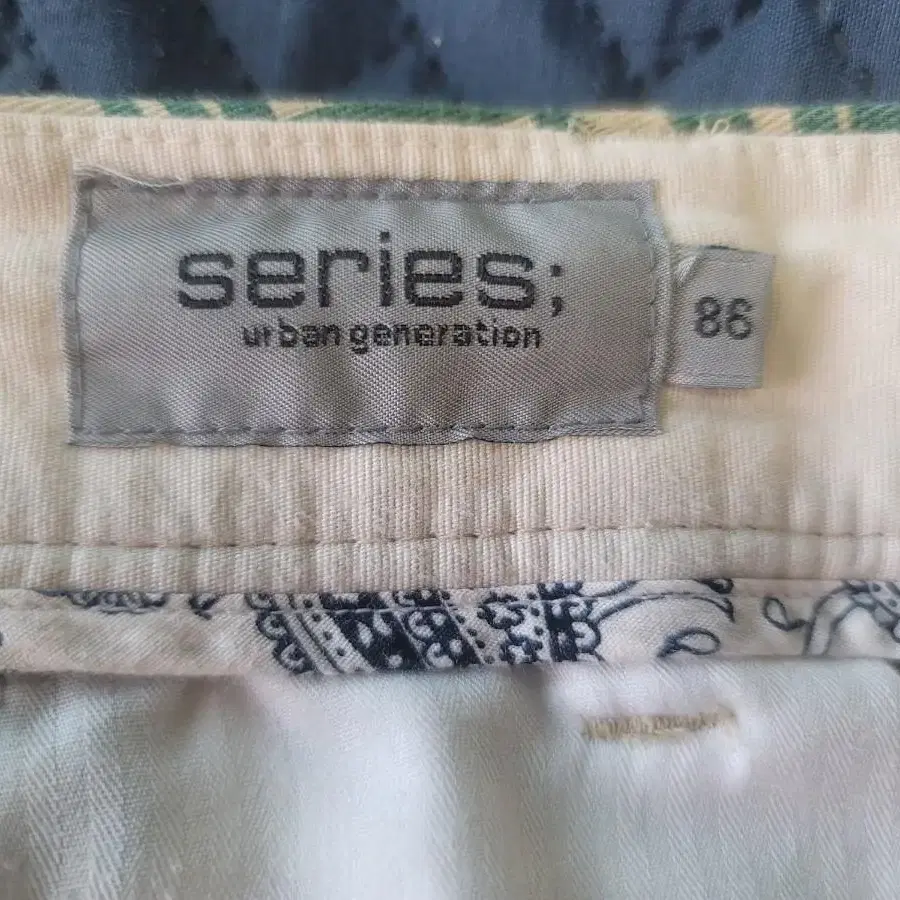 series;
urban generation
86